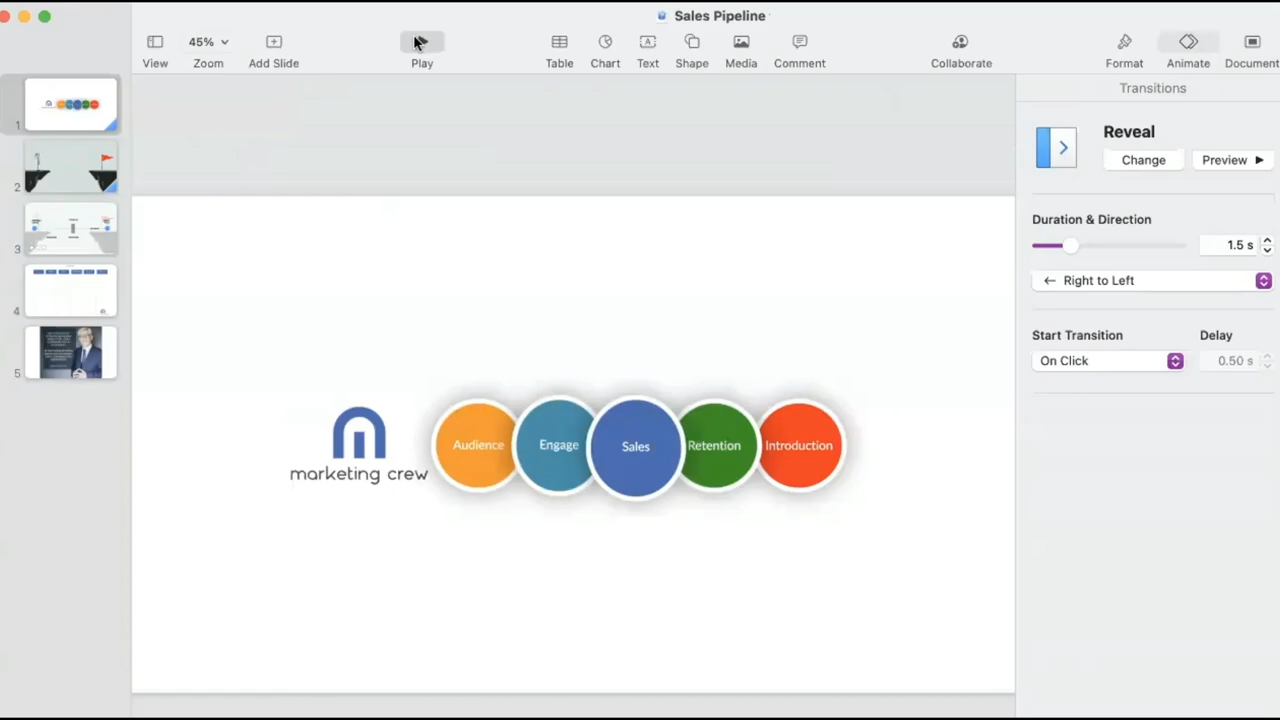 Sales Pipeline
45%
View
Zoom
Add Slide
Play
Table
Chart
Text
Shape
Media
Comment
Collaborate
Format
Animate
Document
Transitions
Reveal
Change
Preview
Duration & Direction
1.5 s
← Right to Left
Start Transition
Delay
On Click
0.50 s
1
2
3
4
5
marketing crew
Audience
Engage
Sales
Retention
Introduction